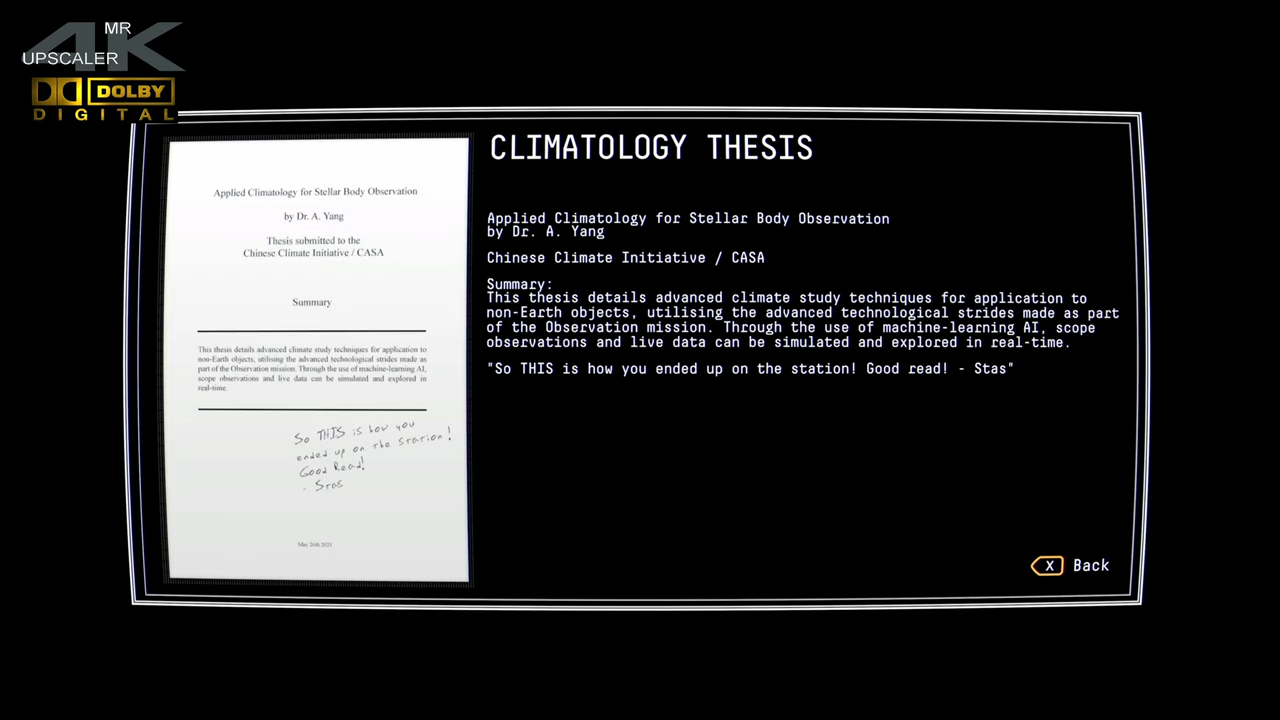 MR
4K
UPSCALER
DOLBY
DIGITAL
Applied Climatology for Stellar Body Observation
by Dr. A. Yang
Thesis submitted to the
Chinese Climate Initiative / CASA
Summary
This thesis details advanced climate study techniques for application to
non-Earth objects, utilising the advanced technological strides made as
part of the Observation mission. Through the use of machine-learning AI,
scope observations and live data can be simulated and explored in
real-time.
So THIS is how you
ended up on the station!
Good Read!
- Stas
May 26th 2021
CLIMATOLOGY THESIS
Applied Climatology for Stellar Body Observation
by Dr. A. Yang
Chinese Climate Initiative / CASA
Summary:
This thesis details advanced climate study techniques for application to
non-Earth objects, utilising the advanced technological strides made as part
of the Observation mission. Through the use of machine-learning AI, scope
observations and live data can be simulated and explored in real-time.
"So THIS is how you ended up on the station! Good read! - Stas"
X Back